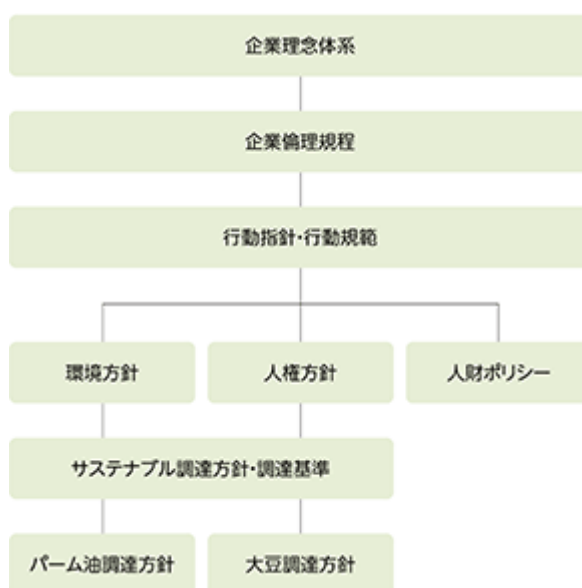 企業理念体系
企業倫理規程
行動指針・行動規範
環境方針
人権方針
人財ポリシー
サステナブル調達方針・調達基準
パーム油調達方針
大豆調達方針